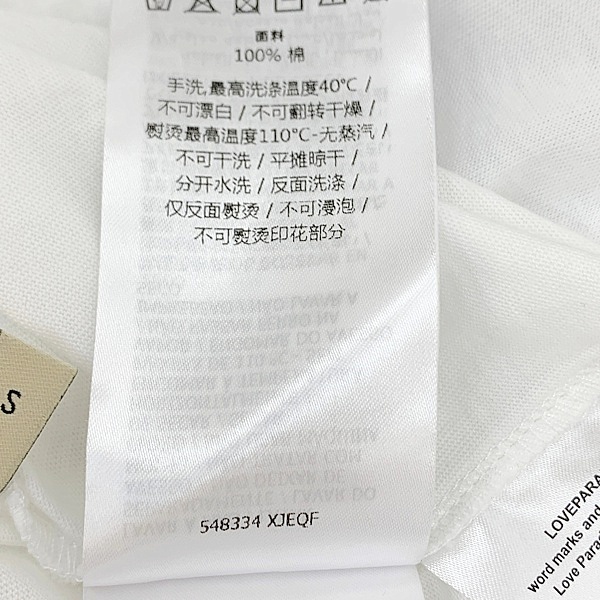 面料
100% 棉
手洗,最高洗涤温度40°C /
不可漂白 / 不可翻转干燥 /
熨烫最高温度110°C-无蒸汽 /
不可干洗 / 平摊晾干 /
分开水洗 / 反面洗涤 /
仅反面熨烫 / 不可浸泡 /
不可熨烫印花部分
548334 XJEQF
S
LOVEPARA
word marks and
Love Parad